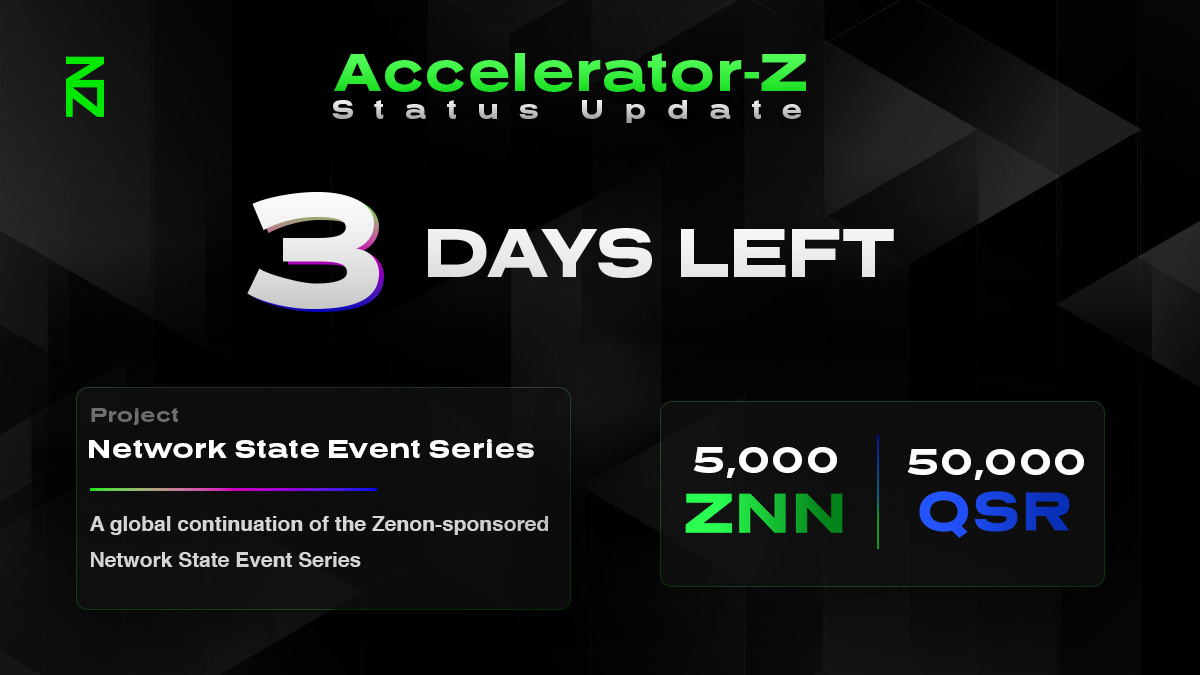 ZN
Accelerator-Z
Status Update
3 DAYS LEFT
Project
Network State Event Series
A global continuation of the Zenon-sponsored
Network State Event Series
5,000
ZNN
50,000
QSR